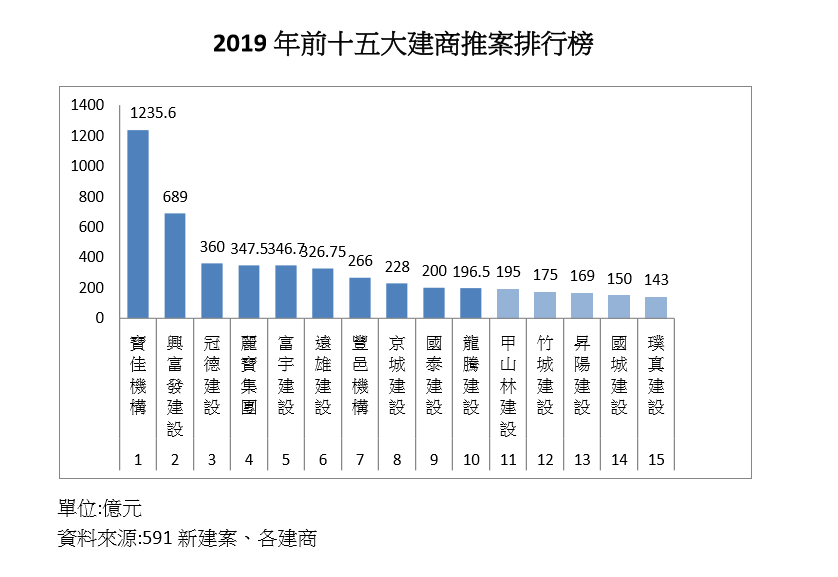 2019 年前十五大建商推案排行榜
1400
1200
1000
800
600
400
200
0
1235.6
689
360
347.5
346.7
326.75
266
228
200
196.5
195
175
169
150
143
寶佳機構
興富發建設
冠德建設
麗寶集團
富宇建設
遠雄建設
豐邑機構
京城建設
國泰建設
龍騰建設
甲山林建設
竹城建設
昇陽建設
國城建設
璞真建設
1 2 3 4 5 6 7 8 9 10 11 12 13 14 15
單位:億元
資料來源:591 新建案、各建商